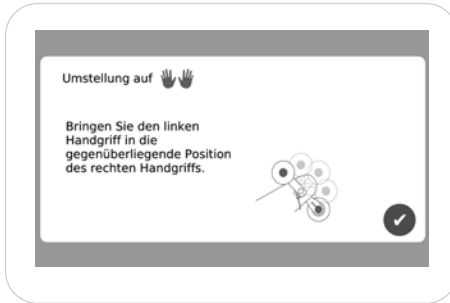 Umstellung auf
Bringen Sie den linken
Handgriff in die
gegenüberliegende Position
des rechten Handgriffs.